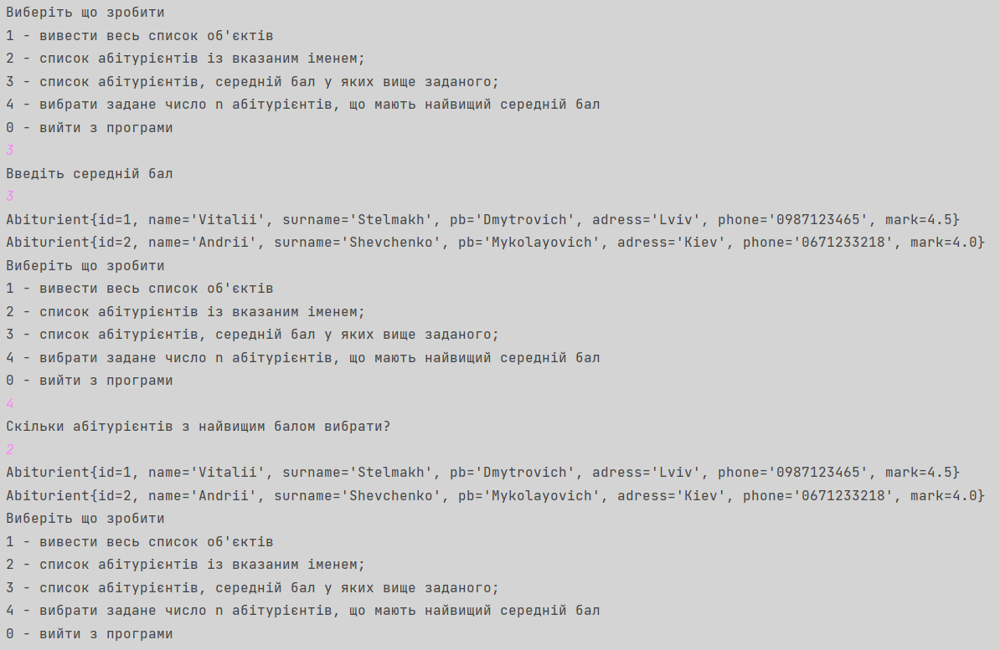 Виберіть що зробити
1 - вивести весь список об'єктів
2 - список абітурієнтів із вказаним іменем;
3 - список абітурієнтів, середній бал у яких вище заданого;
4 - вибрати задане число n абітурієнтів, що мають найвищий середній бал
0 - вийти з програми
3
Введіть середній бал
3
Abiturient{id=1, name='Vitalii', surname='Stelmakh', pb='Dmytrovich', adress='Lviv', phone='0987123465', mark=4.5}
Abiturient{id=2, name='Andrii', surname='Shevchenko', pb='Mykolayovich', adress='Kiev', phone='0671233218', mark=4.0}
Виберіть що зробити
1 - вивести весь список об'єктів
2 - список абітурієнтів із вказаним іменем;
3 - список абітурієнтів, середній бал у яких вище заданого;
4 - вибрати задане число n абітурієнтів, що мають найвищий середній бал
0 - вийти з програми
4
Скільки абітурієнтів з найвищим балом вибрати?
2
Abiturient{id=1, name='Vitalii', surname='Stelmakh', pb='Dmytrovich', adress='Lviv', phone='0987123465', mark=4.5}
Abiturient{id=2, name='Andrii', surname='Shevchenko', pb='Mykolayovich', adress='Kiev', phone='0671233218', mark=4.0}
Виберіть що зробити
1 - вивести весь список об'єктів
2 - список абітурієнтів із вказаним іменем;
3 - список абітурієнтів, середній бал у яких вище заданого;
4 - вибрати задане число n абітурієнтів, що мають найвищий середній бал
0 - вийти з програми